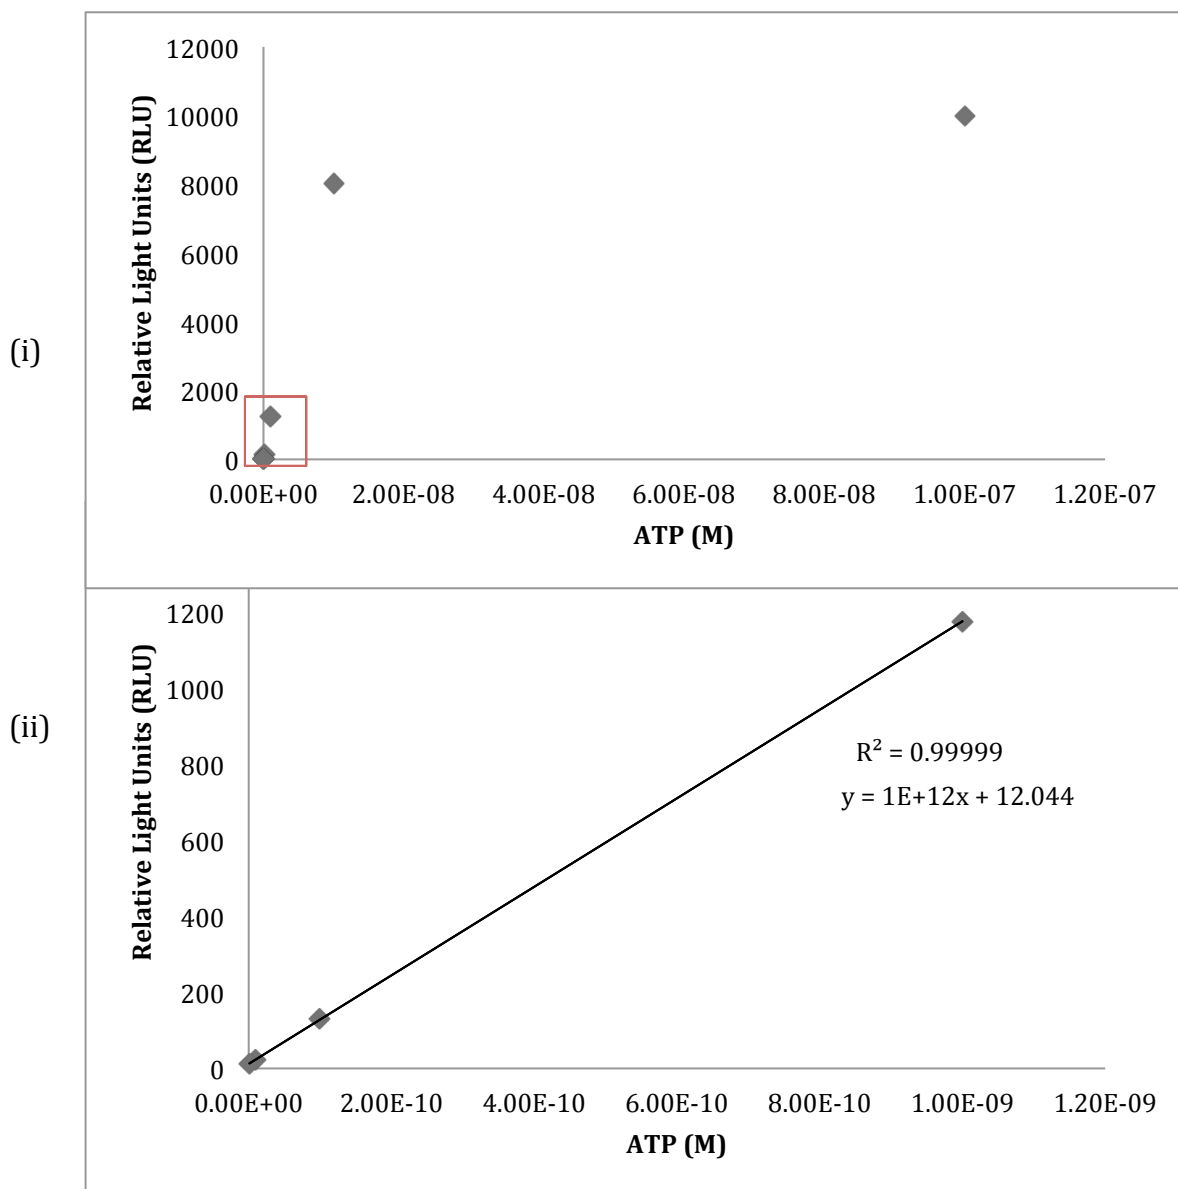 (i)
Relative Light Units (RLU)
12000
10000
8000
6000
4000
2000
0
0.00E+00 2.00E-08 4.00E-08 6.00E-08 8.00E-08 1.00E-07 1.20E-07
ATP (M)
(ii)
Relative Light Units (RLU)
1200
1000
800
600
400
200
0
R² = 0.99999
y = 1E+12x + 12.044
0.00E+00 2.00E-10 4.00E-10 6.00E-10 8.00E-10 1.00E-09 1.20E-09
ATP (M)